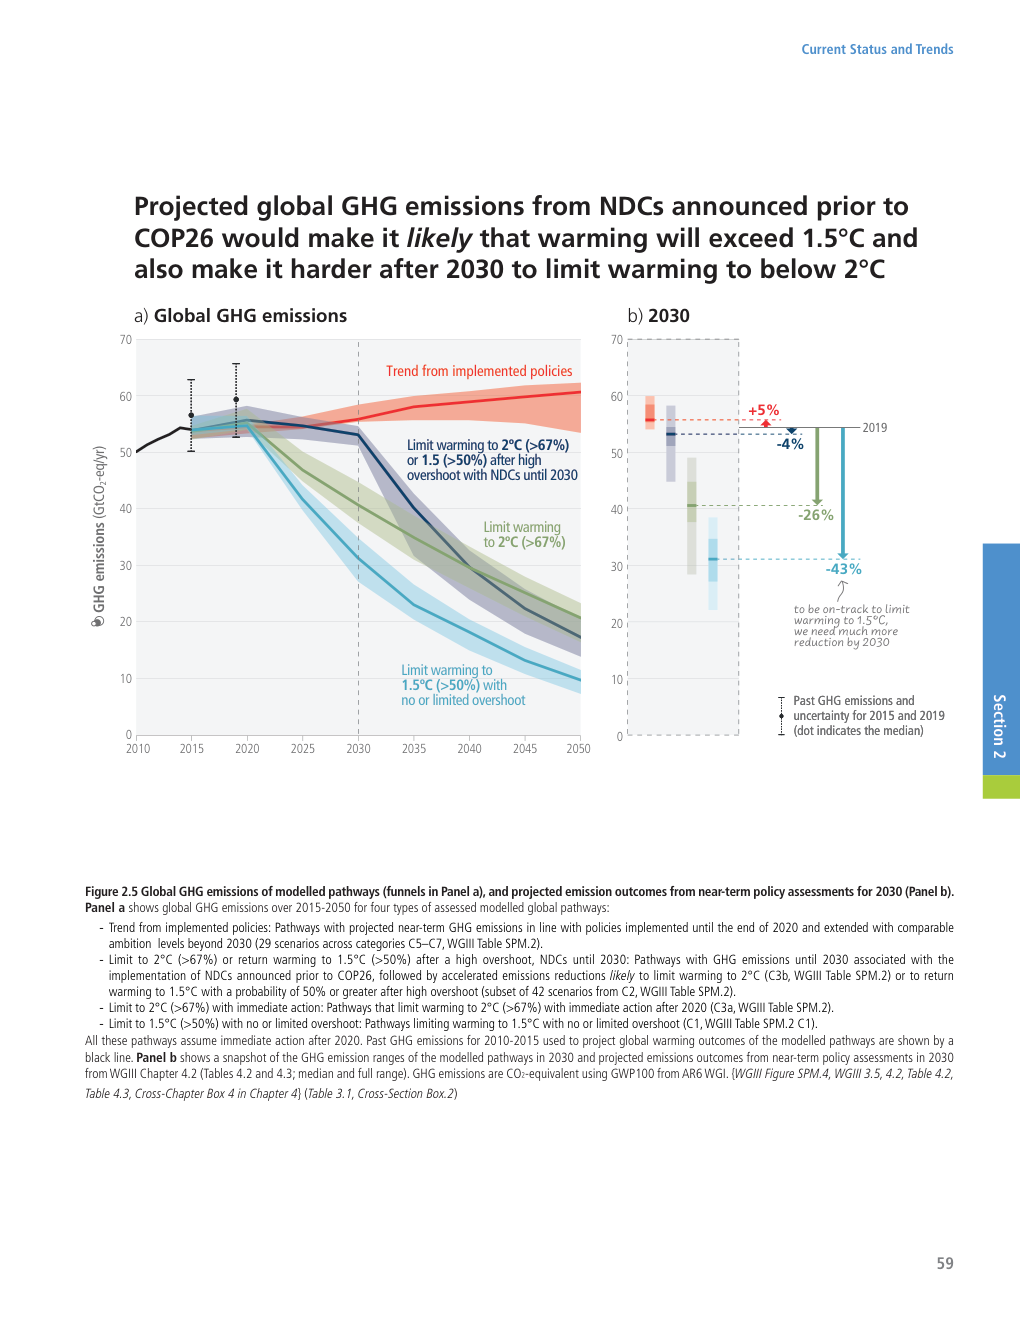 Current Status and Trends
Projected global GHG emissions from NDCs announced prior to
COP26 would make it likely that warming will exceed 1.5°C and
also make it harder after 2030 to limit warming to below 2°C
a) Global GHG emissions
70
60
50
40
30
20
10
0
GHG emissions (GtCO₂-eq/yr)
2010 2015 2020 2025 2030 2035 2040 2045 2050
Trend from implemented policies
Limit warming to 2°C (>67%)
or 1.5 (>50%) after high
overshoot with NDCs until 2030
Limit warming
to 2°C (>67%)
Limit warming to
1.5°C (>50%) with
no or limited overshoot
b) 2030
70
60
50
40
30
20
10
0
+5%
2019
-4%
-26%
-43%
to be on-track to limit
warming to 1.5°C,
we need much more
reduction by 2030
Past GHG emissions and
uncertainty for 2015 and 2019
(dot indicates the median)
Section 2
Figure 2.5 Global GHG emissions of modelled pathways (funnels in Panel a), and projected emission outcomes from near-term policy assessments for 2030 (Panel b).
Panel a shows global GHG emissions over 2015-2050 for four types of assessed modelled global pathways:
- Trend from implemented policies: Pathways with projected near-term GHG emissions in line with policies implemented until the end of 2020 and extended with comparable
ambition levels beyond 2030 (29 scenarios across categories C5–C7, WGIII Table SPM.2).
- Limit to 2°C (>67%) or return warming to 1.5°C (>50%) after a high overshoot, NDCs until 2030: Pathways with GHG emissions until 2030 associated with the
implementation of NDCs announced prior to COP26, followed by accelerated emissions reductions likely to limit warming to 2°C (C3b, WGIII Table SPM.2) or to return
warming to 1.5°C with a probability of 50% or greater after high overshoot (subset of 42 scenarios from C2, WGIII Table SPM.2).
- Limit to 2°C (>67%) with immediate action: Pathways that limit warming to 2°C (>67%) with immediate action after 2020 (C3a, WGIII Table SPM.2).
- Limit to 1.5°C (>50%) with no or limited overshoot: Pathways limiting warming to 1.5°C with no or limited overshoot (C1, WGIII Table SPM.2 C1).
All these pathways assume immediate action after 2020. Past GHG emissions for 2010-2015 used to project global warming outcomes of the modelled pathways are shown by a
black line. Panel b shows a snapshot of the GHG emission ranges of the modelled pathways in 2030 and projected emissions outcomes from near-term policy assessments in 2030
from WGIII Chapter 4.2 (Tables 4.2 and 4.3; median and full range). GHG emissions are CO₂-equivalent using GWP100 from AR6 WGI. {WGIII Figure SPM.4, WGIII 3.5, 4.2, Table 4.2,
Table 4.3, Cross-Chapter Box 4 in Chapter 4} (Table 3.1, Cross-Section Box.2)
59